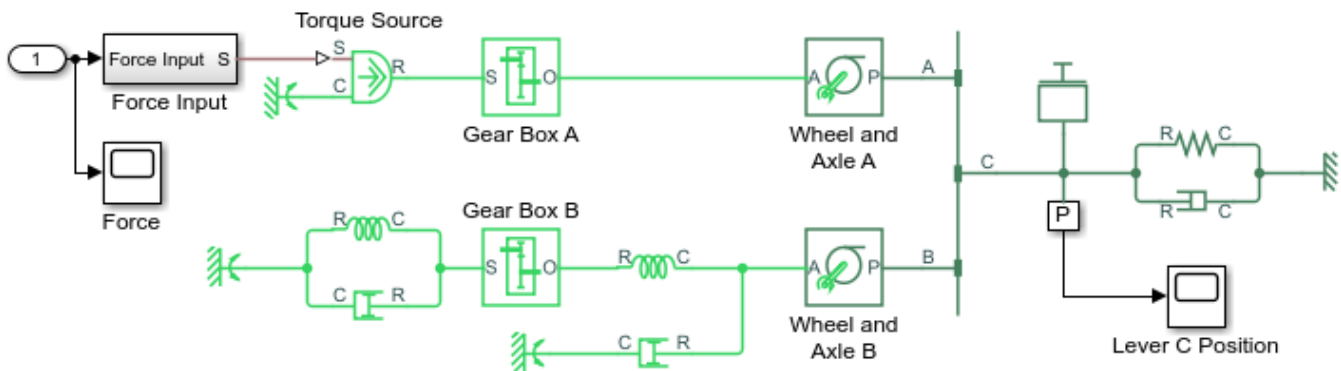 Torque Source
1
Force Input S
S
C
R
S O
A P
A
Force Input
Gear Box A
Wheel and
Axle A
R C
C
R C
P
Force
Gear Box B
R C
S O
R C
A P
B
C R
C R
Wheel and
Axle B
Lever C Position